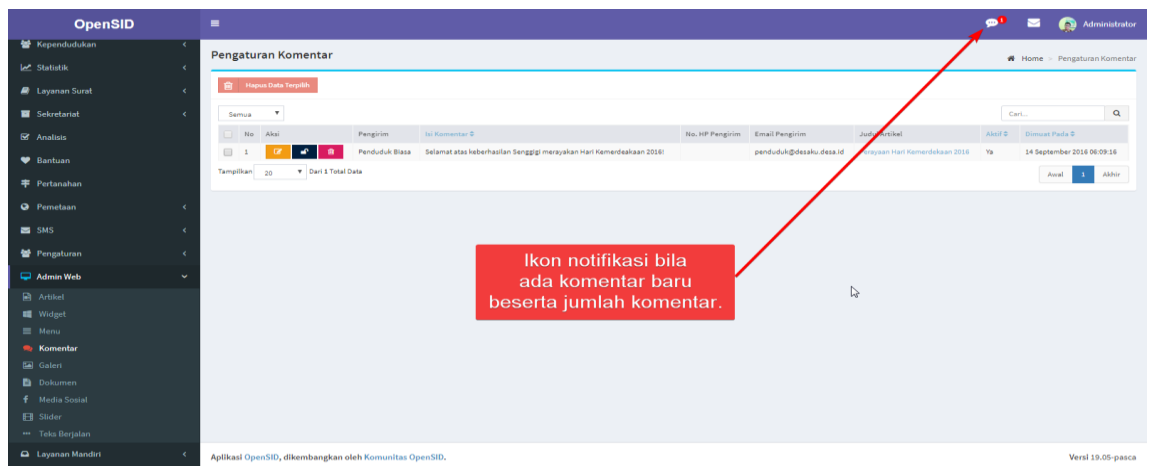 OpenSID
Administrator
Kependudukan
Statistik
Layanan Surat
Sekretariat
Analisis
Bantuan
Pertanahan
Pemetaan
SMS
Pengaturan
Admin Web
Artikel
Widget
Menu
Komentar
Galeri
Dokumen
Media Sosial
Slider
Teks Berjalan
Layanan Mandiri
Pengaturan Komentar
Home > Pengaturan Komentar
Hapus Data Terpilih
Semua
Cari...
No Aksi Pengirim Isi Komentar No. HP Pengirim Email Pengirim Judul Artikel Aktif Dimuat Pada
1 Penduduk Biasa Selamat atas keberhasilan Senggigi merayakan Hari Kemerdeakaan 2016! penduduk@desaku.desa.id Perayaan Hari Kemerdekaan 2016 Ya 14 September 2016 06:09:16
Tampilkan 20 Dari 1 Total Data
Awal 1 Akhir
Ikon notifikasi bila
ada komentar baru
beserta jumlah komentar.
Aplikasi OpenSID, dikembangkan oleh Komunitas OpenSID.
Versi 19.05-pasca